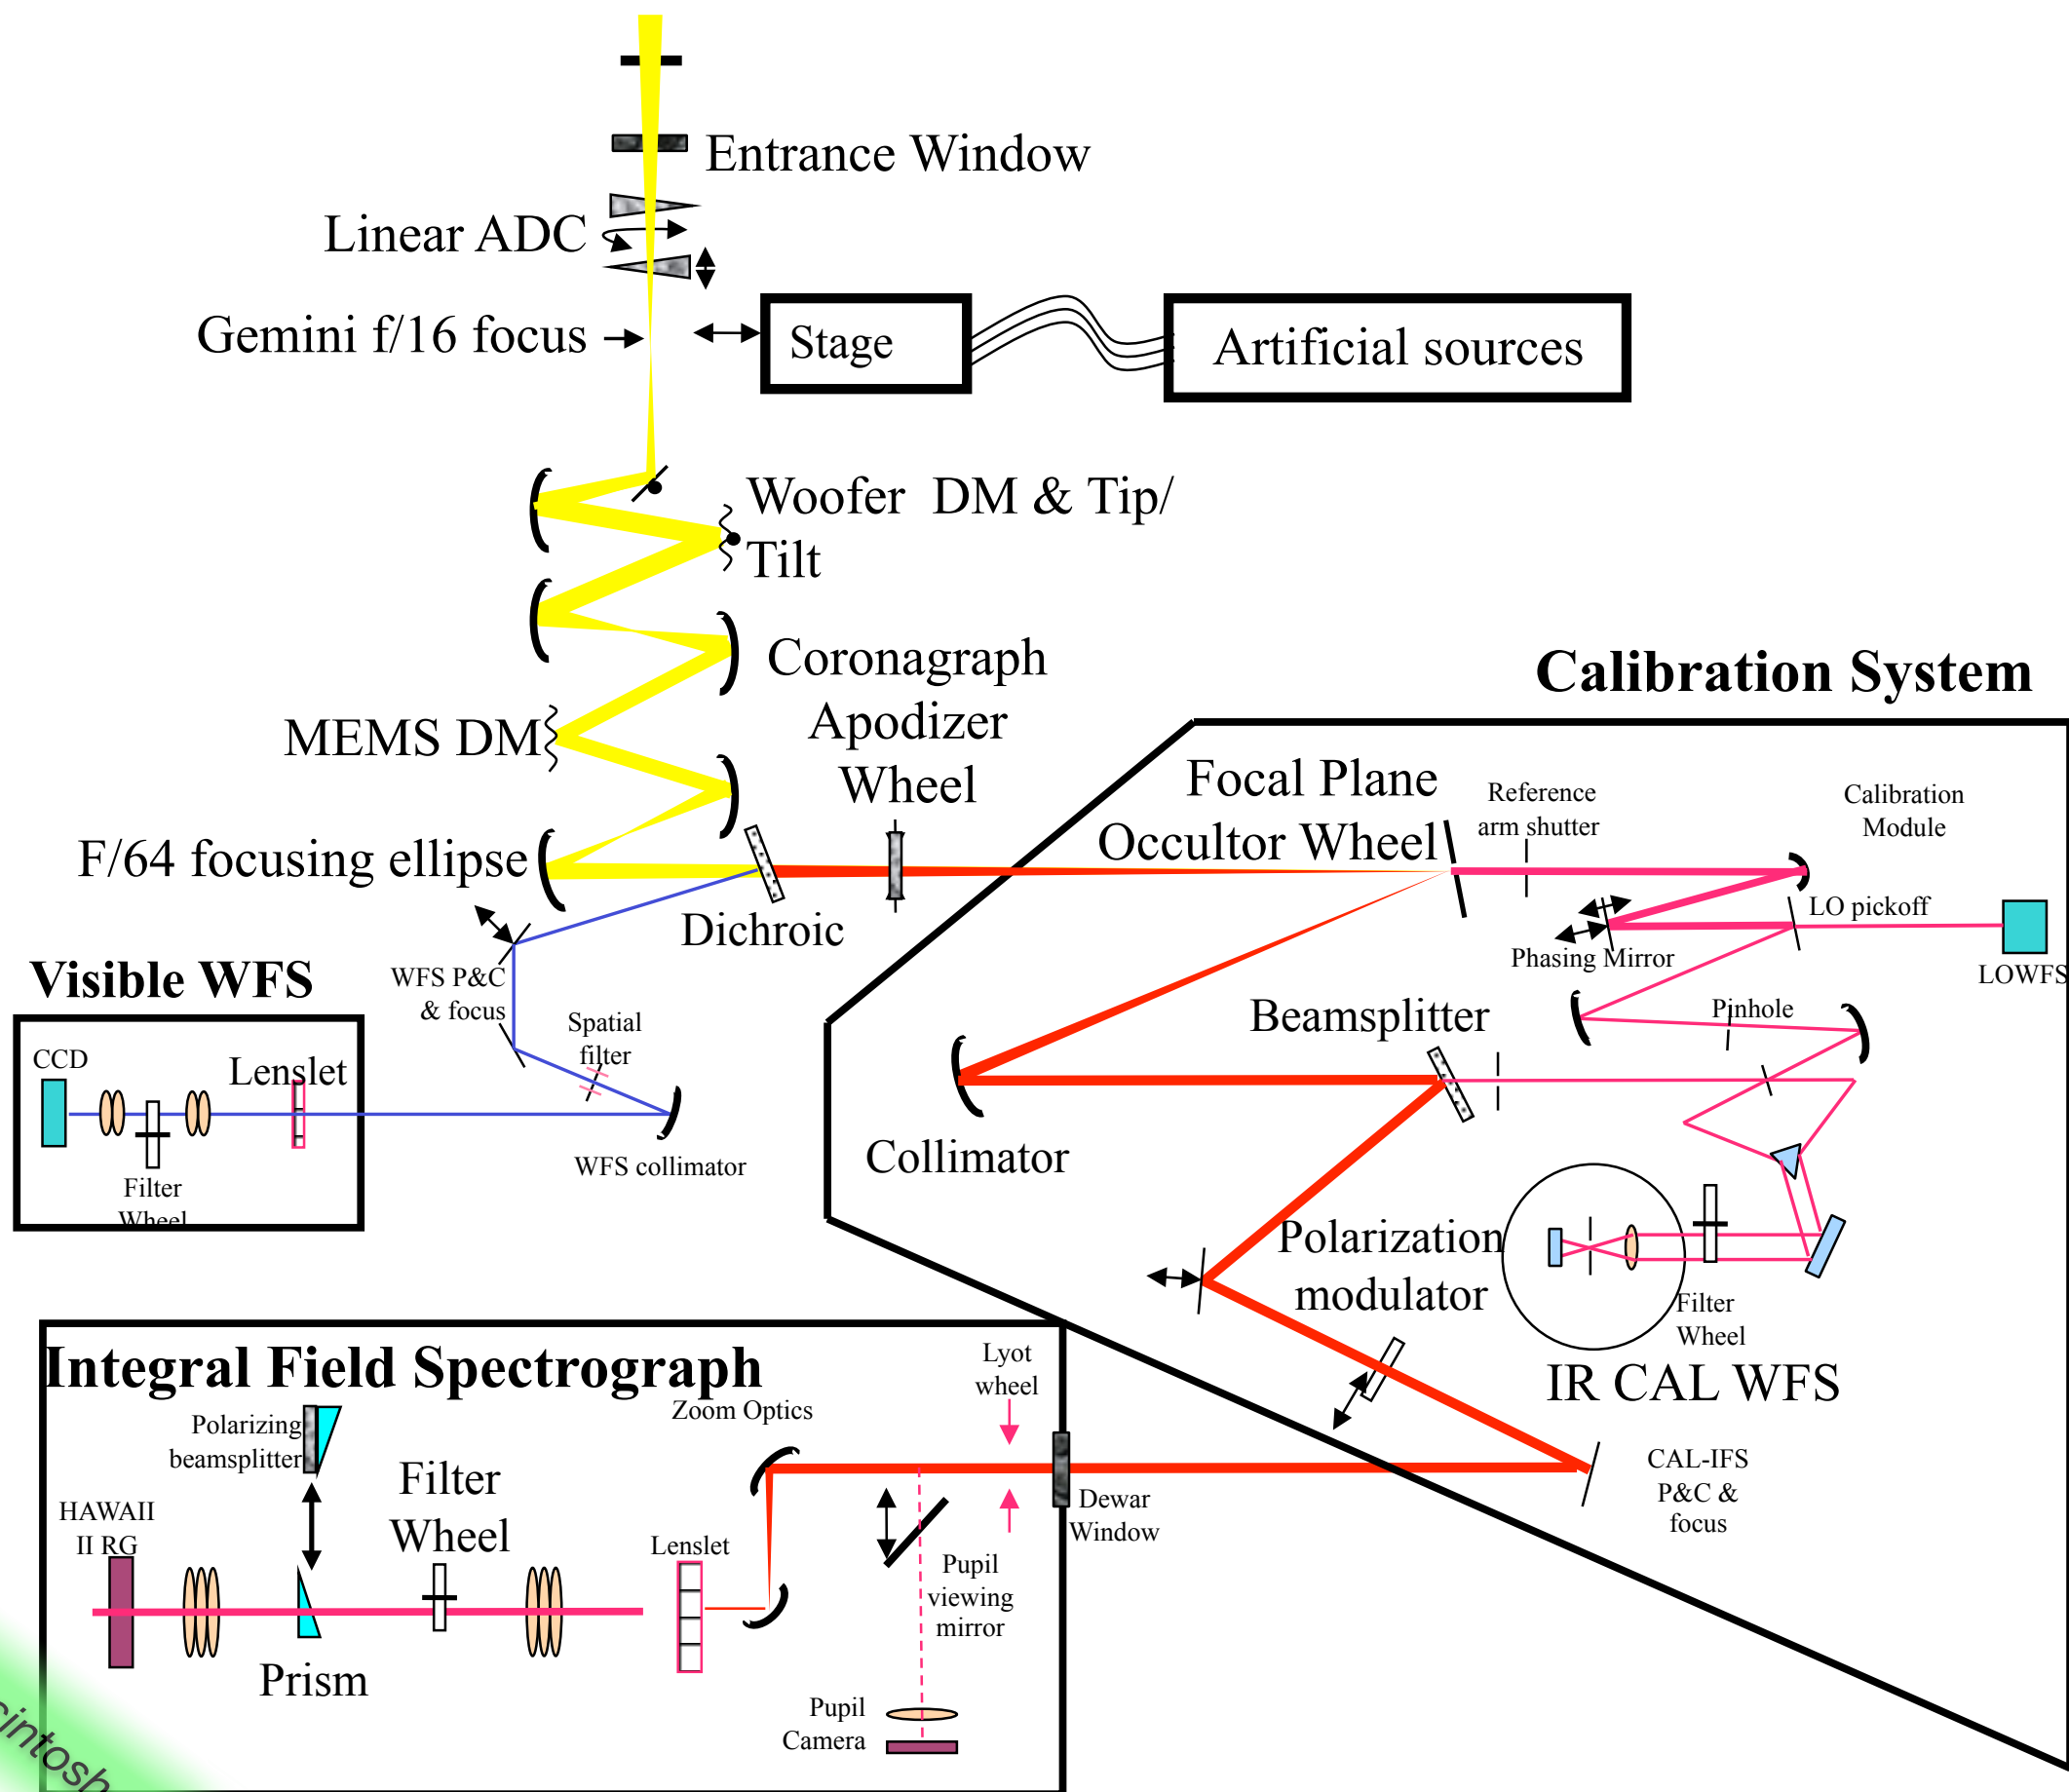 Entrance Window
Linear ADC
Gemini f/16 focus
Stage
Artificial sources
Woofer  DM & Tip/
Tilt
Coronagraph
Apodizer
Wheel
MEMS DM
F/64 focusing ellipse
Dichroic
Calibration System
Focal Plane
Occultor Wheel
Reference
arm shutter
Calibration
Module
LO pickoff
Phasing Mirror
LOWFS
Pinhole
Beamsplitter
Collimator
Polarization
modulator
Filter
Wheel
IR CAL WFS
CAL-IFS
P&C &
focus
Visible WFS
WFS P&C
& focus
Spatial
filter
CCD
Lenslet
Filter
Wheel
WFS collimator
Integral Field Spectrograph
Zoom Optics
Lyot
wheel
Polarizing
beamsplitter
Filter
Wheel
HAWAII
II RG
Lenslet
Dewar
Window
Pupil
viewing
mirror
Prism
Pupil
Camera